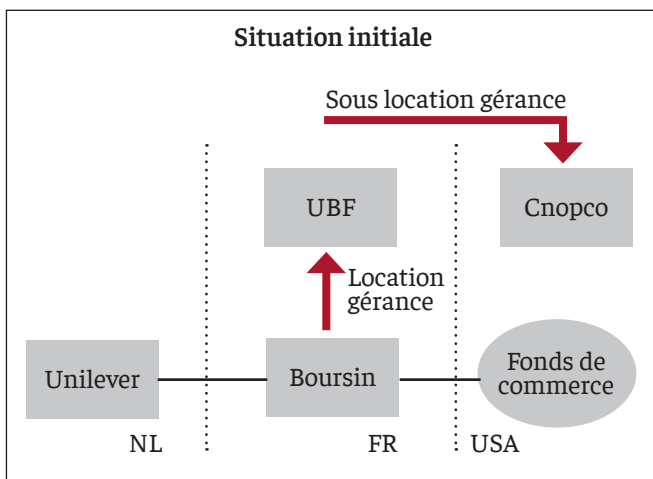 Situation initiale
Sous location gérance
UBF
Cnopco
Location
gérance
Unilever
Boursin
Fonds de
commerce
NL
FR
USA